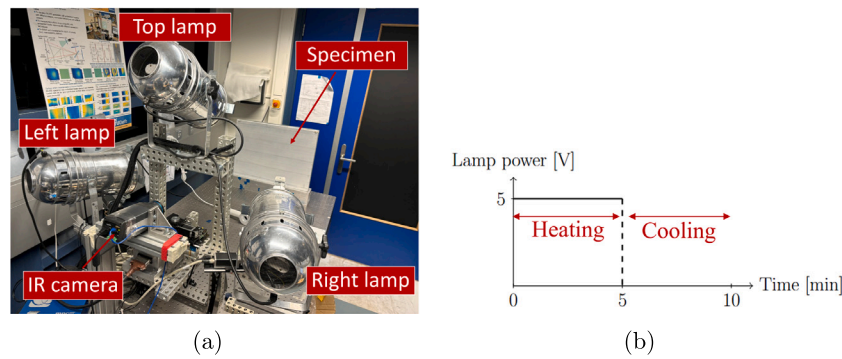 Top lamp
Specimen
Left lamp
IR camera
Right lamp
(a)
Lamp power [V]
5
Heating
Cooling
Time [min]
0
5
10
(b)